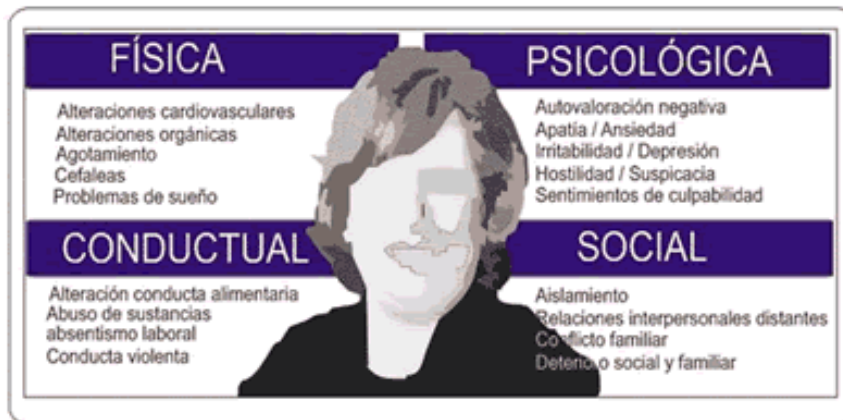 FÍSICA
Alteraciones cardiovasculares
Alteraciones orgánicas
Agotamiento
Cefaleas
Problemas de sueño
PSICOLÓGICA
Autovaloración negativa
Apatía / Ansiedad
Irritabilidad / Depresión
Hostilidad / Suspicacia
Sentimientos de culpabilidad
CONDUCTUAL
Alteración conducta alimentaria
Abuso de sustancias
absentismo laboral
Conducta violenta
SOCIAL
Aislamiento
Relaciones interpersonales distantes
Conflicto familiar
Deterioro social y familiar